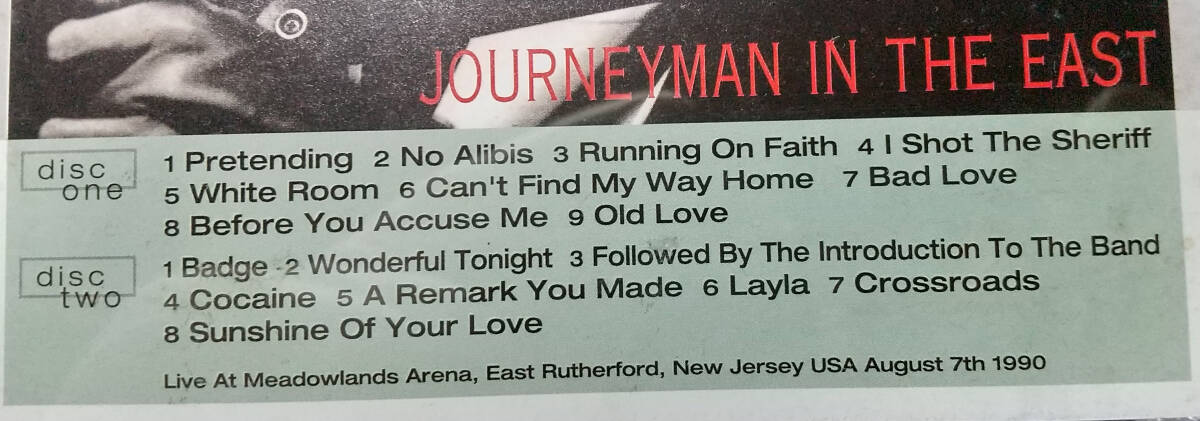 JOURNEYMAN IN THE EAST
disc one
1 Pretending 2 No Alibis 3 Running On Faith 4 I Shot The Sheriff
5 White Room 6 Can't Find My Way Home 7 Bad Love
8 Before You Accuse Me 9 Old Love
disc two
1 Badge 2 Wonderful Tonight 3 Followed By The Introduction To The Band
4 Cocaine 5 A Remark You Made 6 Layla 7 Crossroads
8 Sunshine Of Your Love
Live At Meadowlands Arena, East Rutherford, New Jersey USA August 7th 1990